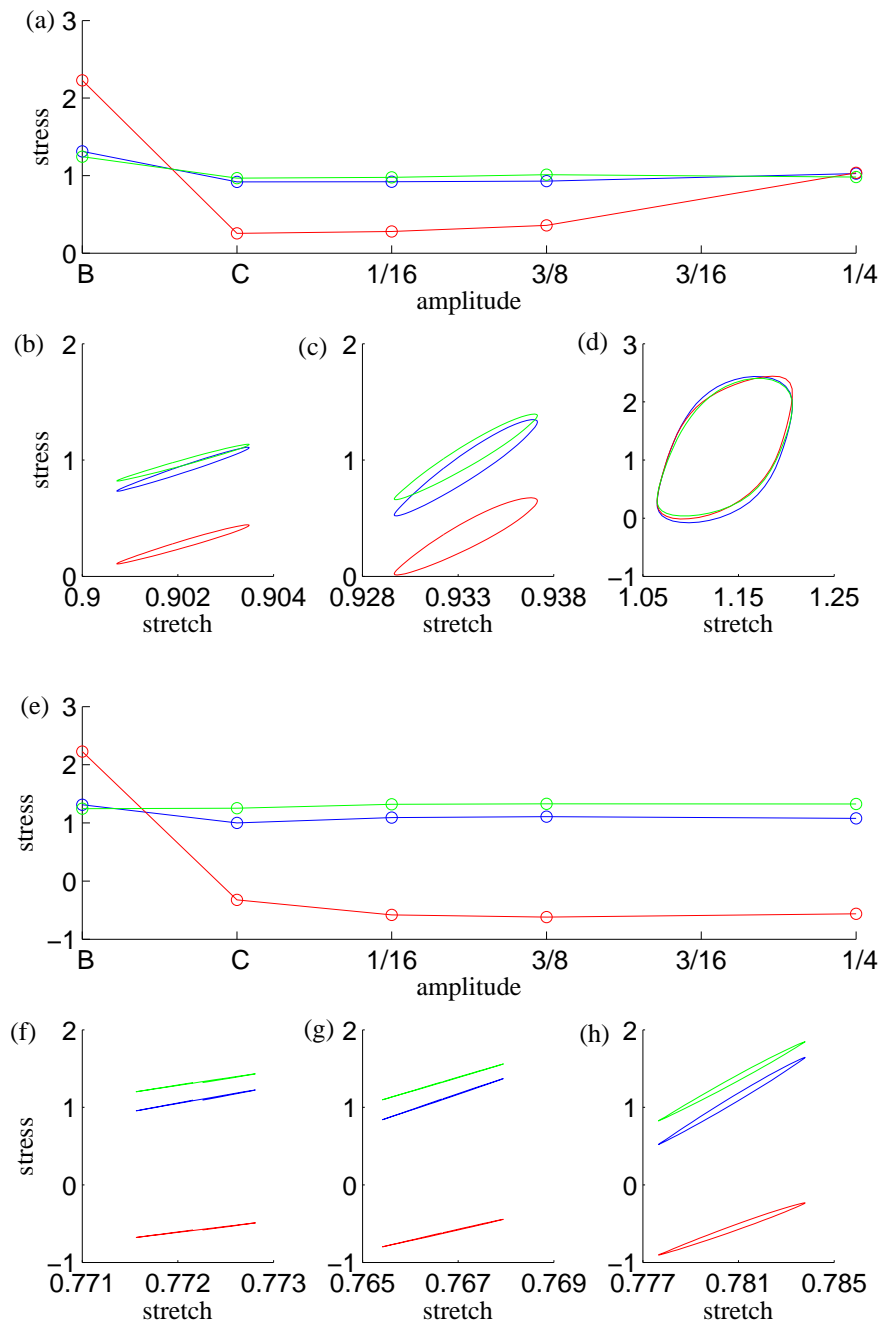 (a)
3
2
1
0
stress
B C 1/16 3/8 3/16 1/4
amplitude
(b)
2
1
0
stress
0.9 0.902 0.904
stretch
(c)
2
1
0
0.928 0.933 0.938
stretch
(d)
3
2
1
0
−1
1.05 1.15 1.25
stretch
(e)
3
2
1
0
−1
stress
B C 1/16 3/8 3/16 1/4
amplitude
(f)
2
1
0
−1
stress
0.771 0.772 0.773
stretch
(g)
2
1
0
−1
0.765 0.767 0.769
stretch
(h)
2
1
0
−1
0.777 0.781 0.785
stretch